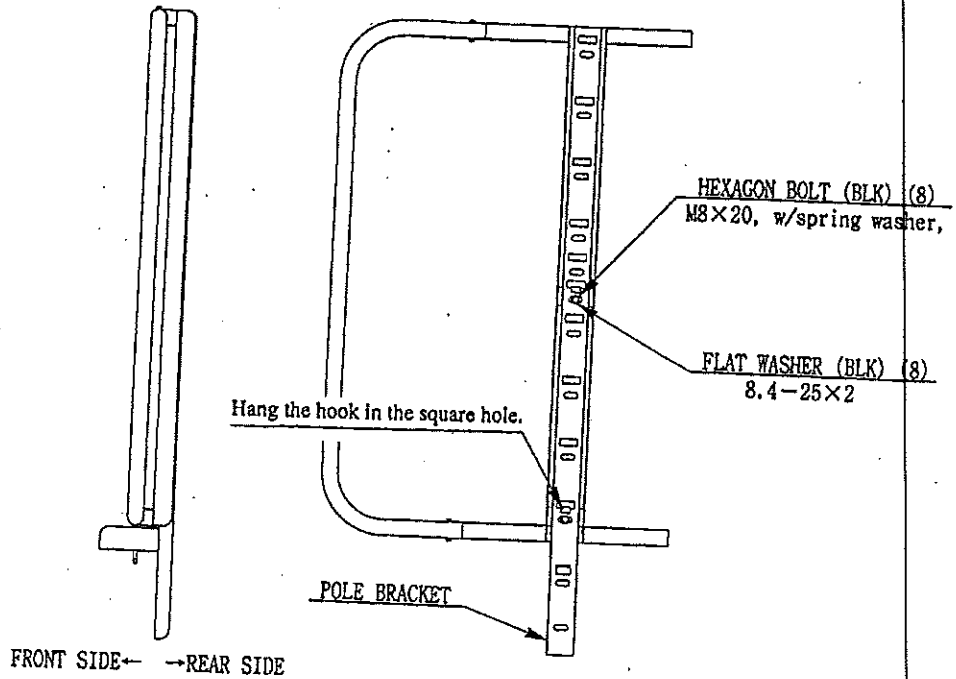 HEXAGON BOLT (BLK) (8)
M8×20, w/spring washer,
FLAT WASHER (BLK) (8)
8.4-25×2
Hang the hook in the square hole.
POLE BRACKET
FRONT SIDE← →REAR SIDE